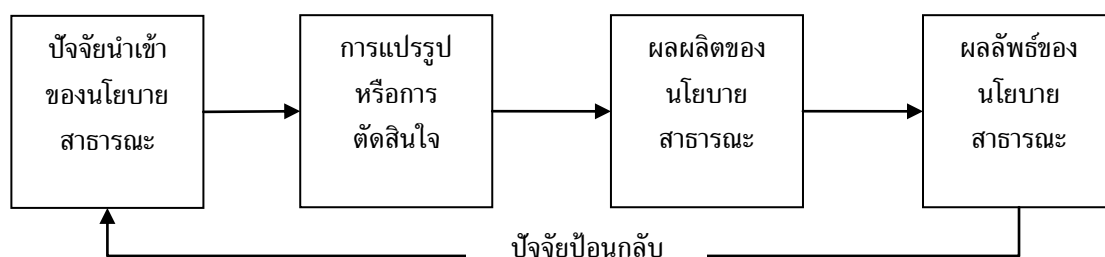 ปัจจัยนำเข้า
ของนโยบาย
สาธารณะ
การแปรรูป
หรือการ
ตัดสินใจ
ผลผลิตของ
นโยบาย
สาธารณะ
ผลลัพธ์ของ
นโยบาย
สาธารณะ
ปัจจัยป้อนกลับ